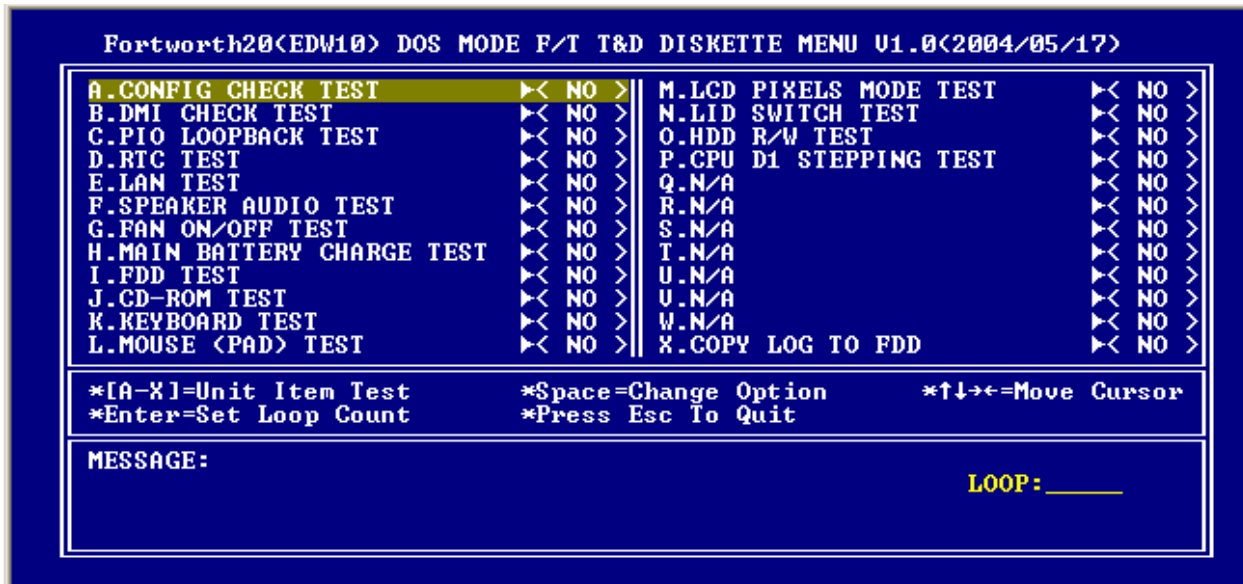 Fortworth20(EDW10) DOS MODE F/T T&D DISKETTE MENU V1.0(2004/05/17)
A.CONFIG CHECK TEST ►< NO > M.LCD PIXELS MODE TEST ►< NO >
B.DMI CHECK TEST ►< NO > N.LID SWITCH TEST ►< NO >
C.PIO LOOPBACK TEST ►< NO > O.HDD R/W TEST ►< NO >
D.RTC TEST ►< NO > P.CPU D1 STEPPING TEST ►< NO >
E.LAN TEST ►< NO > Q.N/A ►< NO >
F.SPEAKER AUDIO TEST ►< NO > R.N/A ►< NO >
G.FAN ON/OFF TEST ►< NO > S.N/A ►< NO >
H.MAIN BATTERY CHARGE TEST ►< NO > T.N/A ►< NO >
I.FDD TEST ►< NO > U.N/A ►< NO >
J.CD-ROM TEST ►< NO > V.N/A ►< NO >
K.KEYBOARD TEST ►< NO > W.N/A ►< NO >
L.MOUSE (PAD) TEST ►< NO > X.COPY LOG TO FDD ►< NO >
*[A-X]=Unit Item Test *Space=Change Option *↑↓→←=Move Cursor
*Enter=Set Loop Count *Press Esc To Quit
MESSAGE:
LOOP:______